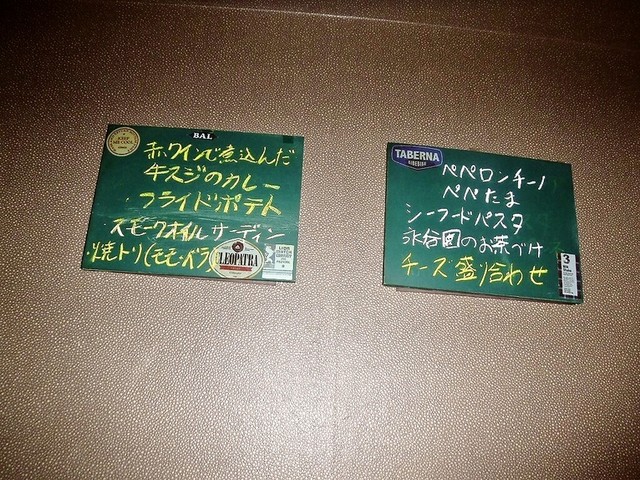 BAL
KEEP
ME COOL
赤ワインで煮込んだ
牛スジのカレー
・フライドポテト
スモークオイルサーディン
・焼トリ(モモ・バラ)
CLEOPATRA
TABERNA
ペペロンチーノ
ペペたま
シーフードパスタ
永谷園のお茶づけ
チーズ盛り合わせ
3